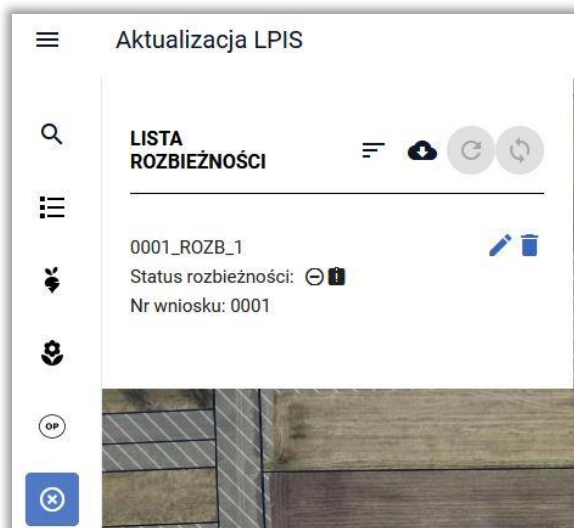 Aktualizacja LPIS
LISTA
ROZBIEŻNOŚCI
0001_ROZB_1
Status rozbieżności:
Nr wniosku: 0001
OP